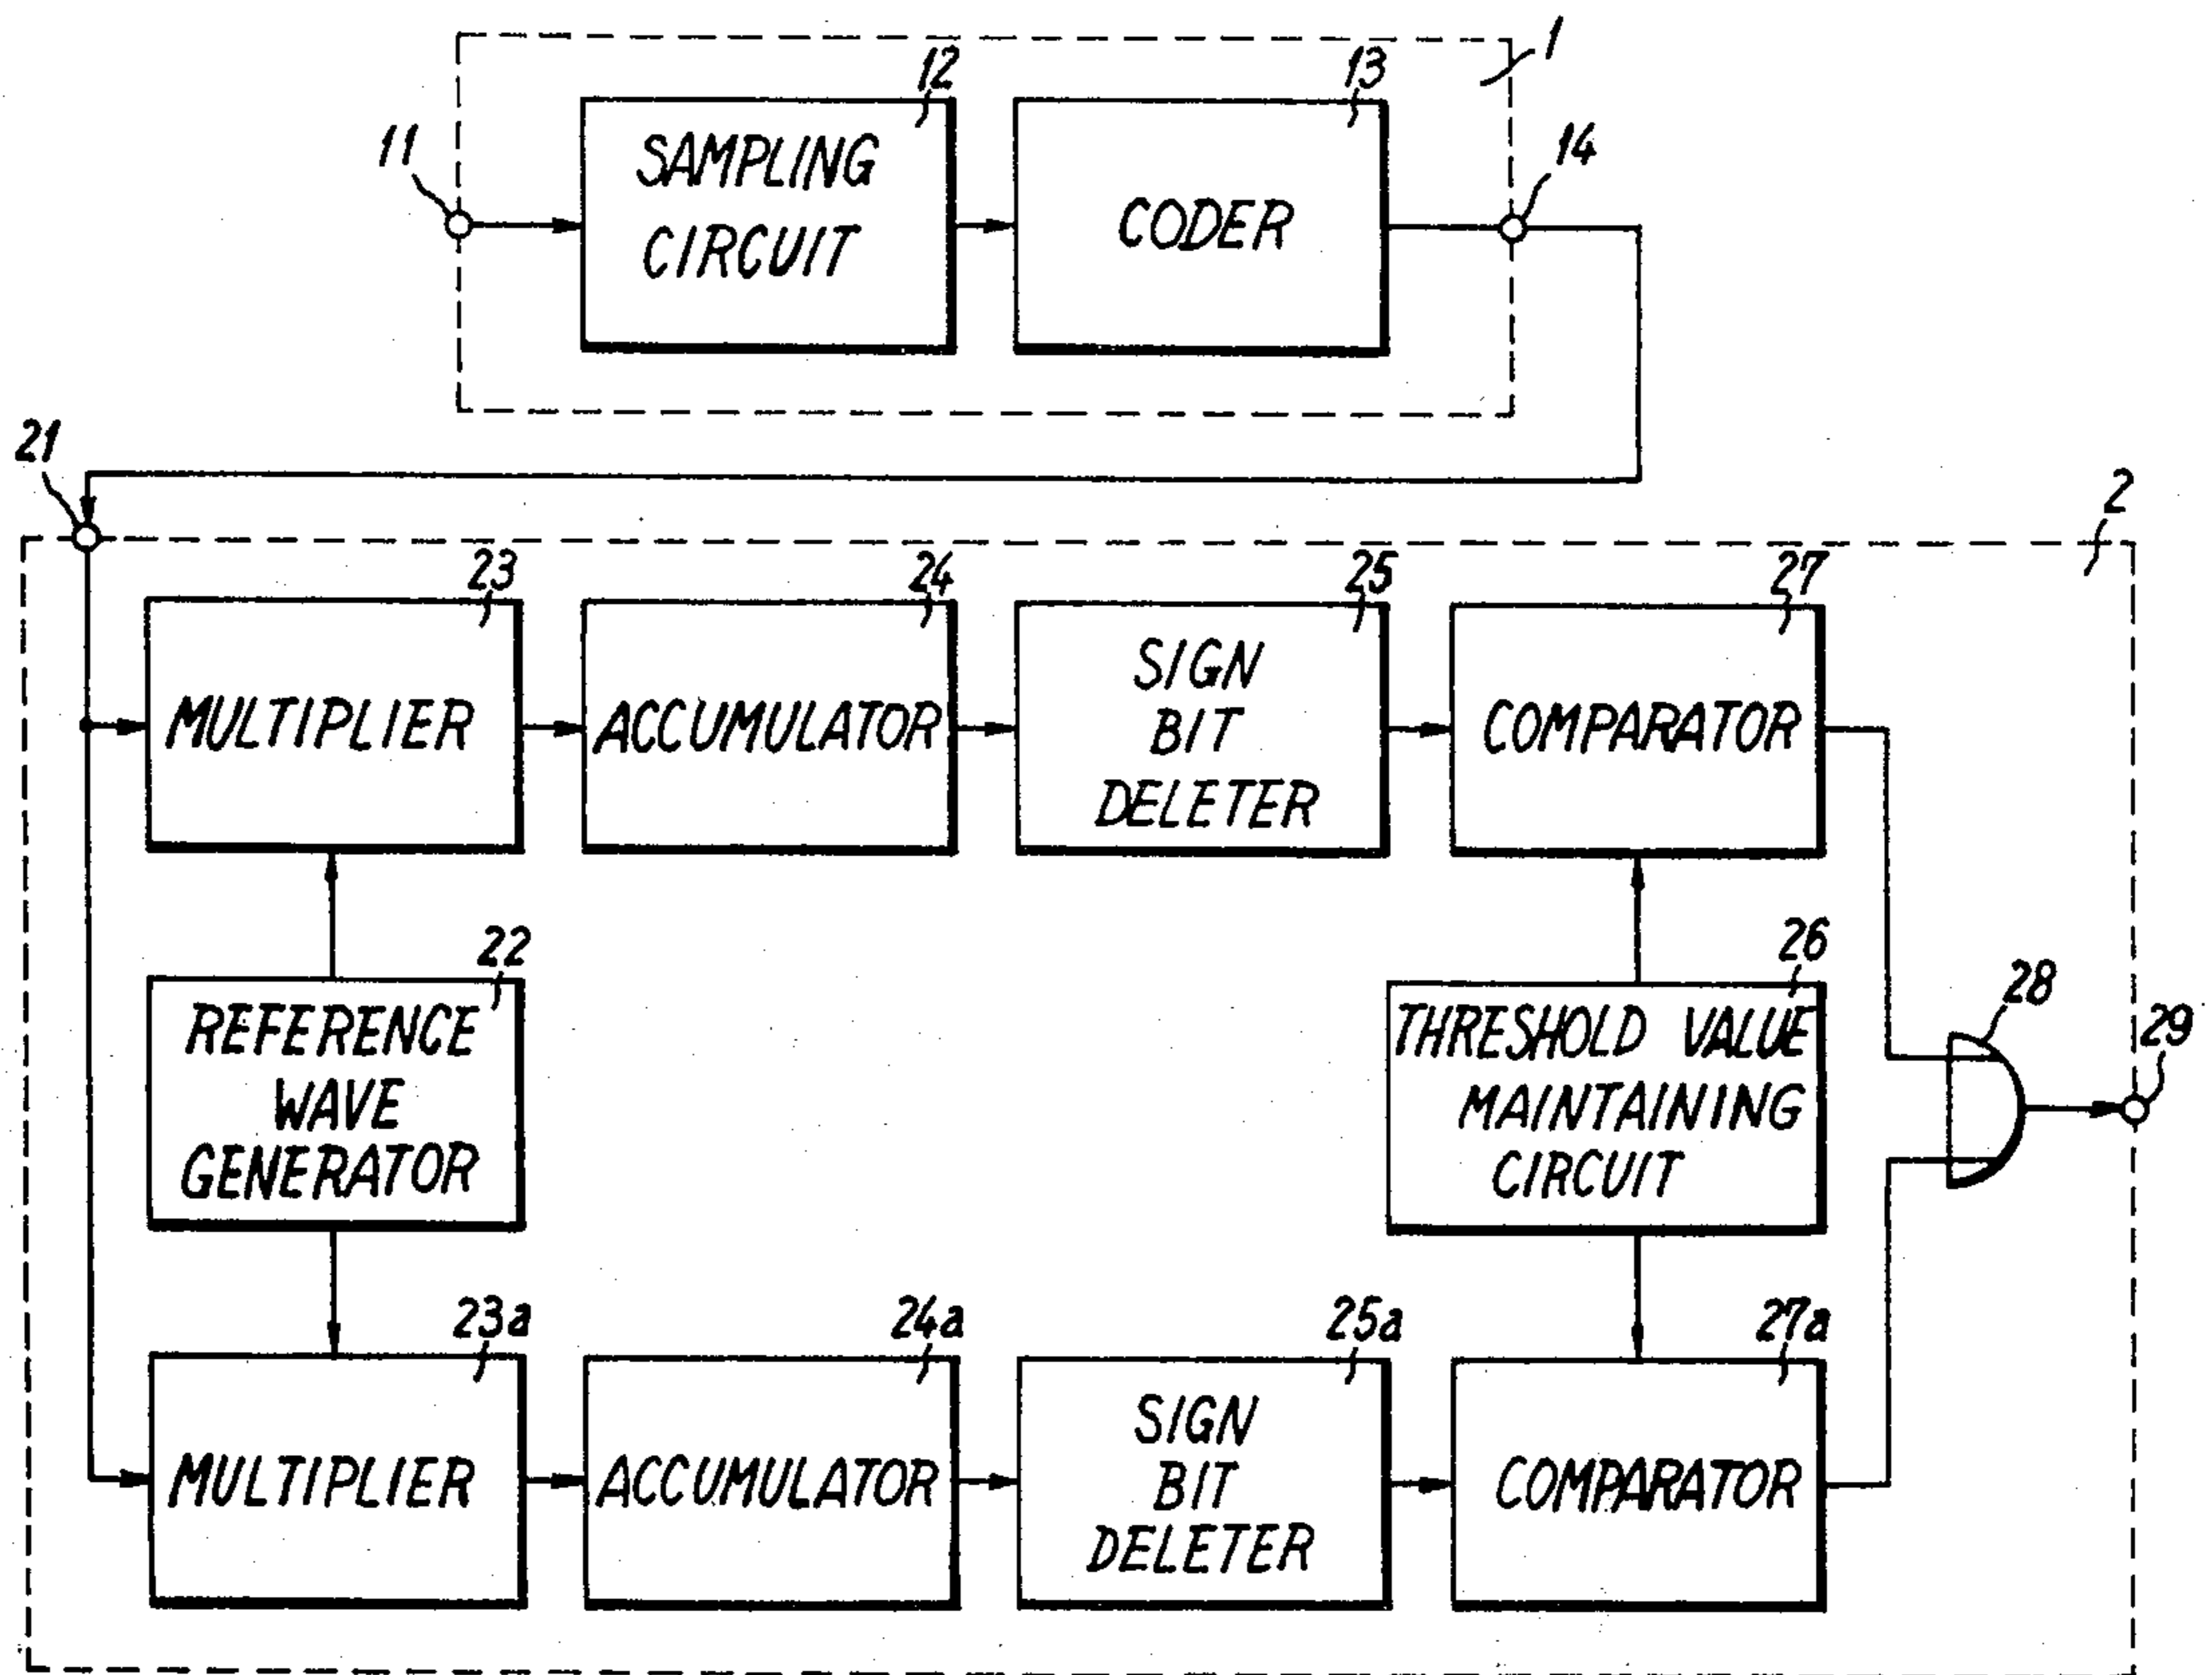 1
12
13
11
14
SAMPLING
CIRCUIT
CODER
21
2
23
24
25
27
MULTIPLIER
ACCUMULATOR
SIGN
BIT
DELETER
COMPARATOR
22
26
REFERENCE
WAVE
GENERATOR
THRESHOLD VALUE
MAINTAINING
CIRCUIT
28
29
23a
24a
25a
27a
MULTIPLIER
ACCUMULATOR
SIGN
BIT
DELETER
COMPARATOR